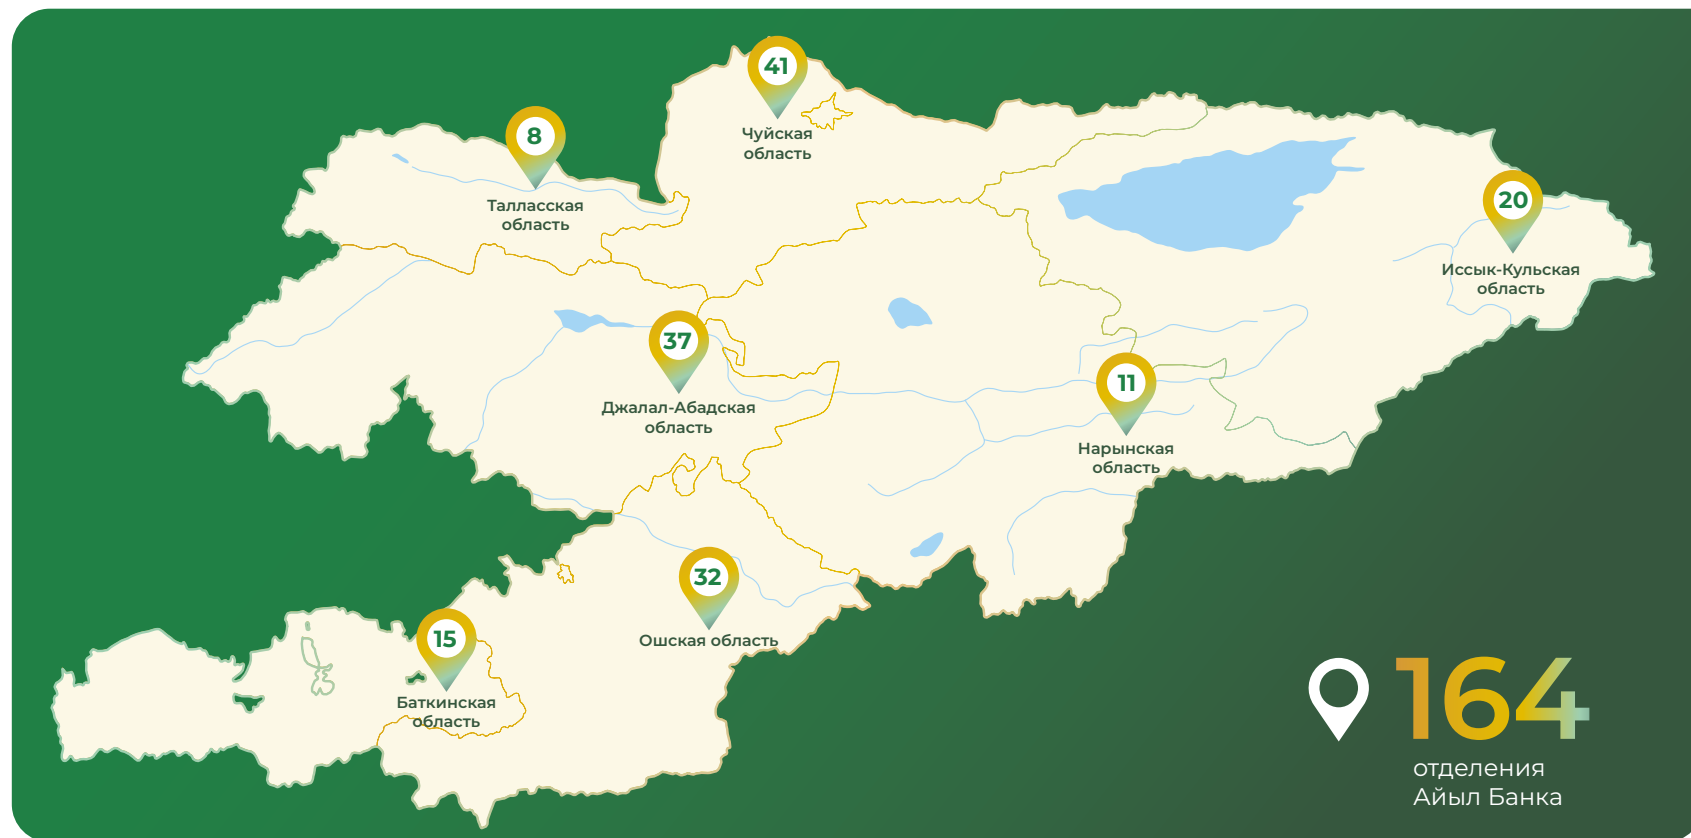 41
Чуйская
область
8
Талласская
область
20
Иссык-Кульская
область
37
Джалал-Абадская
область
11
Нарынская
область
32
Ошская область
15
Баткинская
область
164
отделения
Айыл Банка